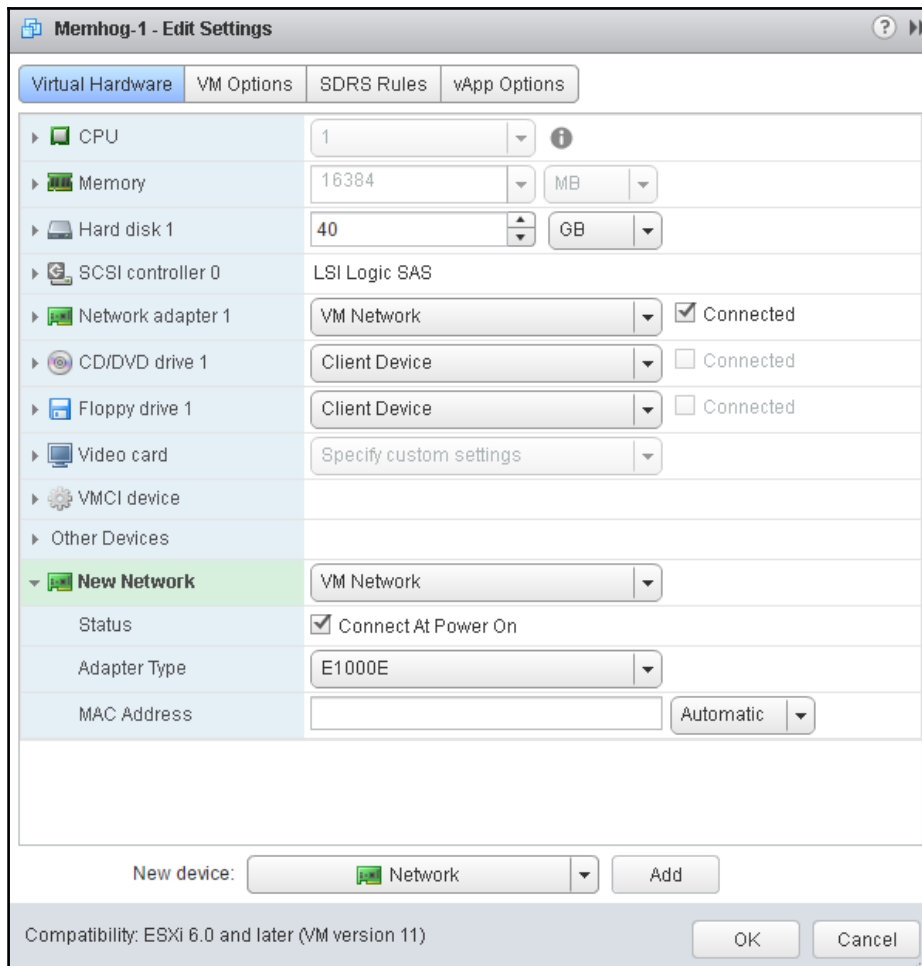 Memhog-1 - Edit Settings
Virtual Hardware VM Options SDRS Rules vApp Options
CPU 1
Memory 16384 MB
Hard disk 1 40 GB
SCSI controller 0 LSI Logic SAS
Network adapter 1 VM Network Connected
CD/DVD drive 1 Client Device Connected
Floppy drive 1 Client Device Connected
Video card Specify custom settings
VMCI device
Other Devices
New Network VM Network
Status Connect At Power On
Adapter Type E1000E
MAC Address Automatic
New device: Network Add
Compatibility: ESXi 6.0 and later (VM version 11) OK Cancel